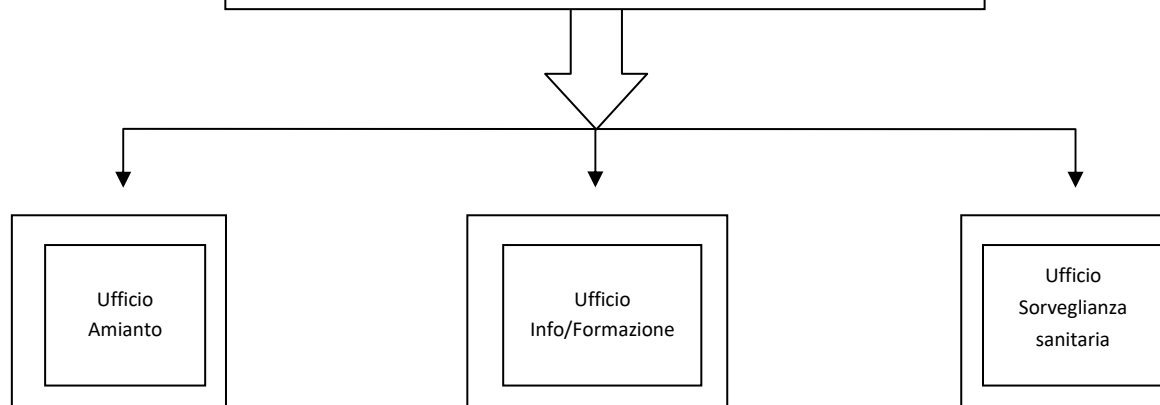 Ufficio
Amianto
Ufficio
Info/Formazione
Ufficio
Sorveglianza
sanitaria